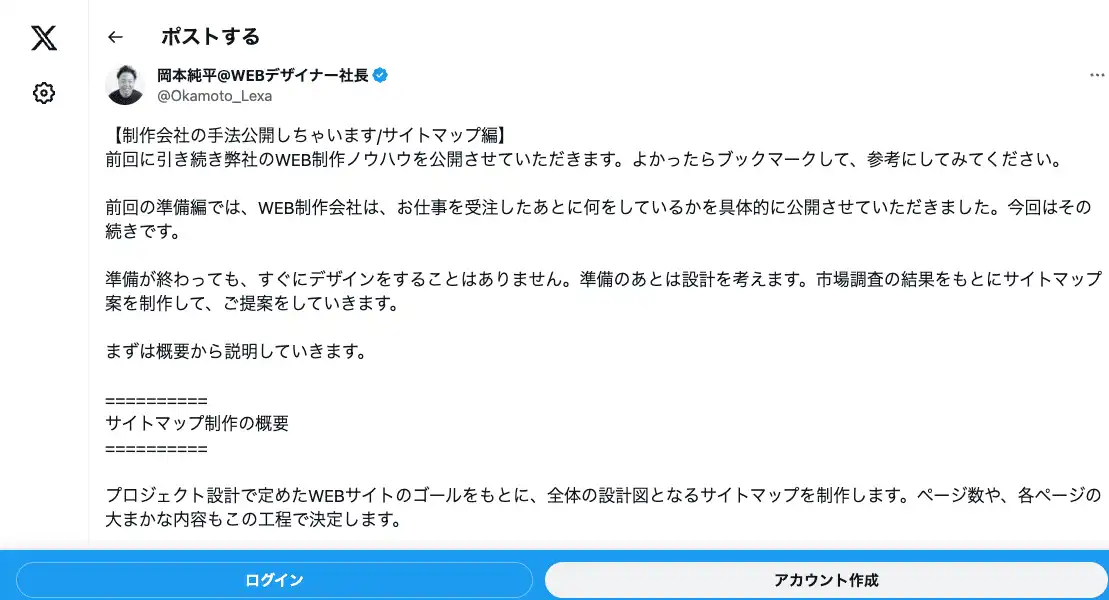 ポストする
岡本純平@WEBデザイナー社長
@Okamoto_Lexa
【制作会社の手法公開しちゃいます/サイトマップ編】
前回に引き続き弊社のWEB制作ノウハウを公開させていただきます。よかったらブックマークして、参考にしてみてください。
前回の準備編では、WEB制作会社は、お仕事を受注したあとに何をしているかを具体的に公開させていただきました。今回はその
続きです。
準備が終わっても、すぐにデザインをすることはありません。準備のあとは設計を考えます。市場調査の結果をもとにサイトマップ
案を制作して、ご提案をしていきます。
まずは概要から説明していきます。
==========
サイトマップ制作の概要
==========
プロジェクト設計で定めたWEBサイトのゴールをもとに、全体の設計図となるサイトマップを制作します。ページ数や、各ページの
大まかな内容もこの工程で決定します。
ログイン
アカウント作成